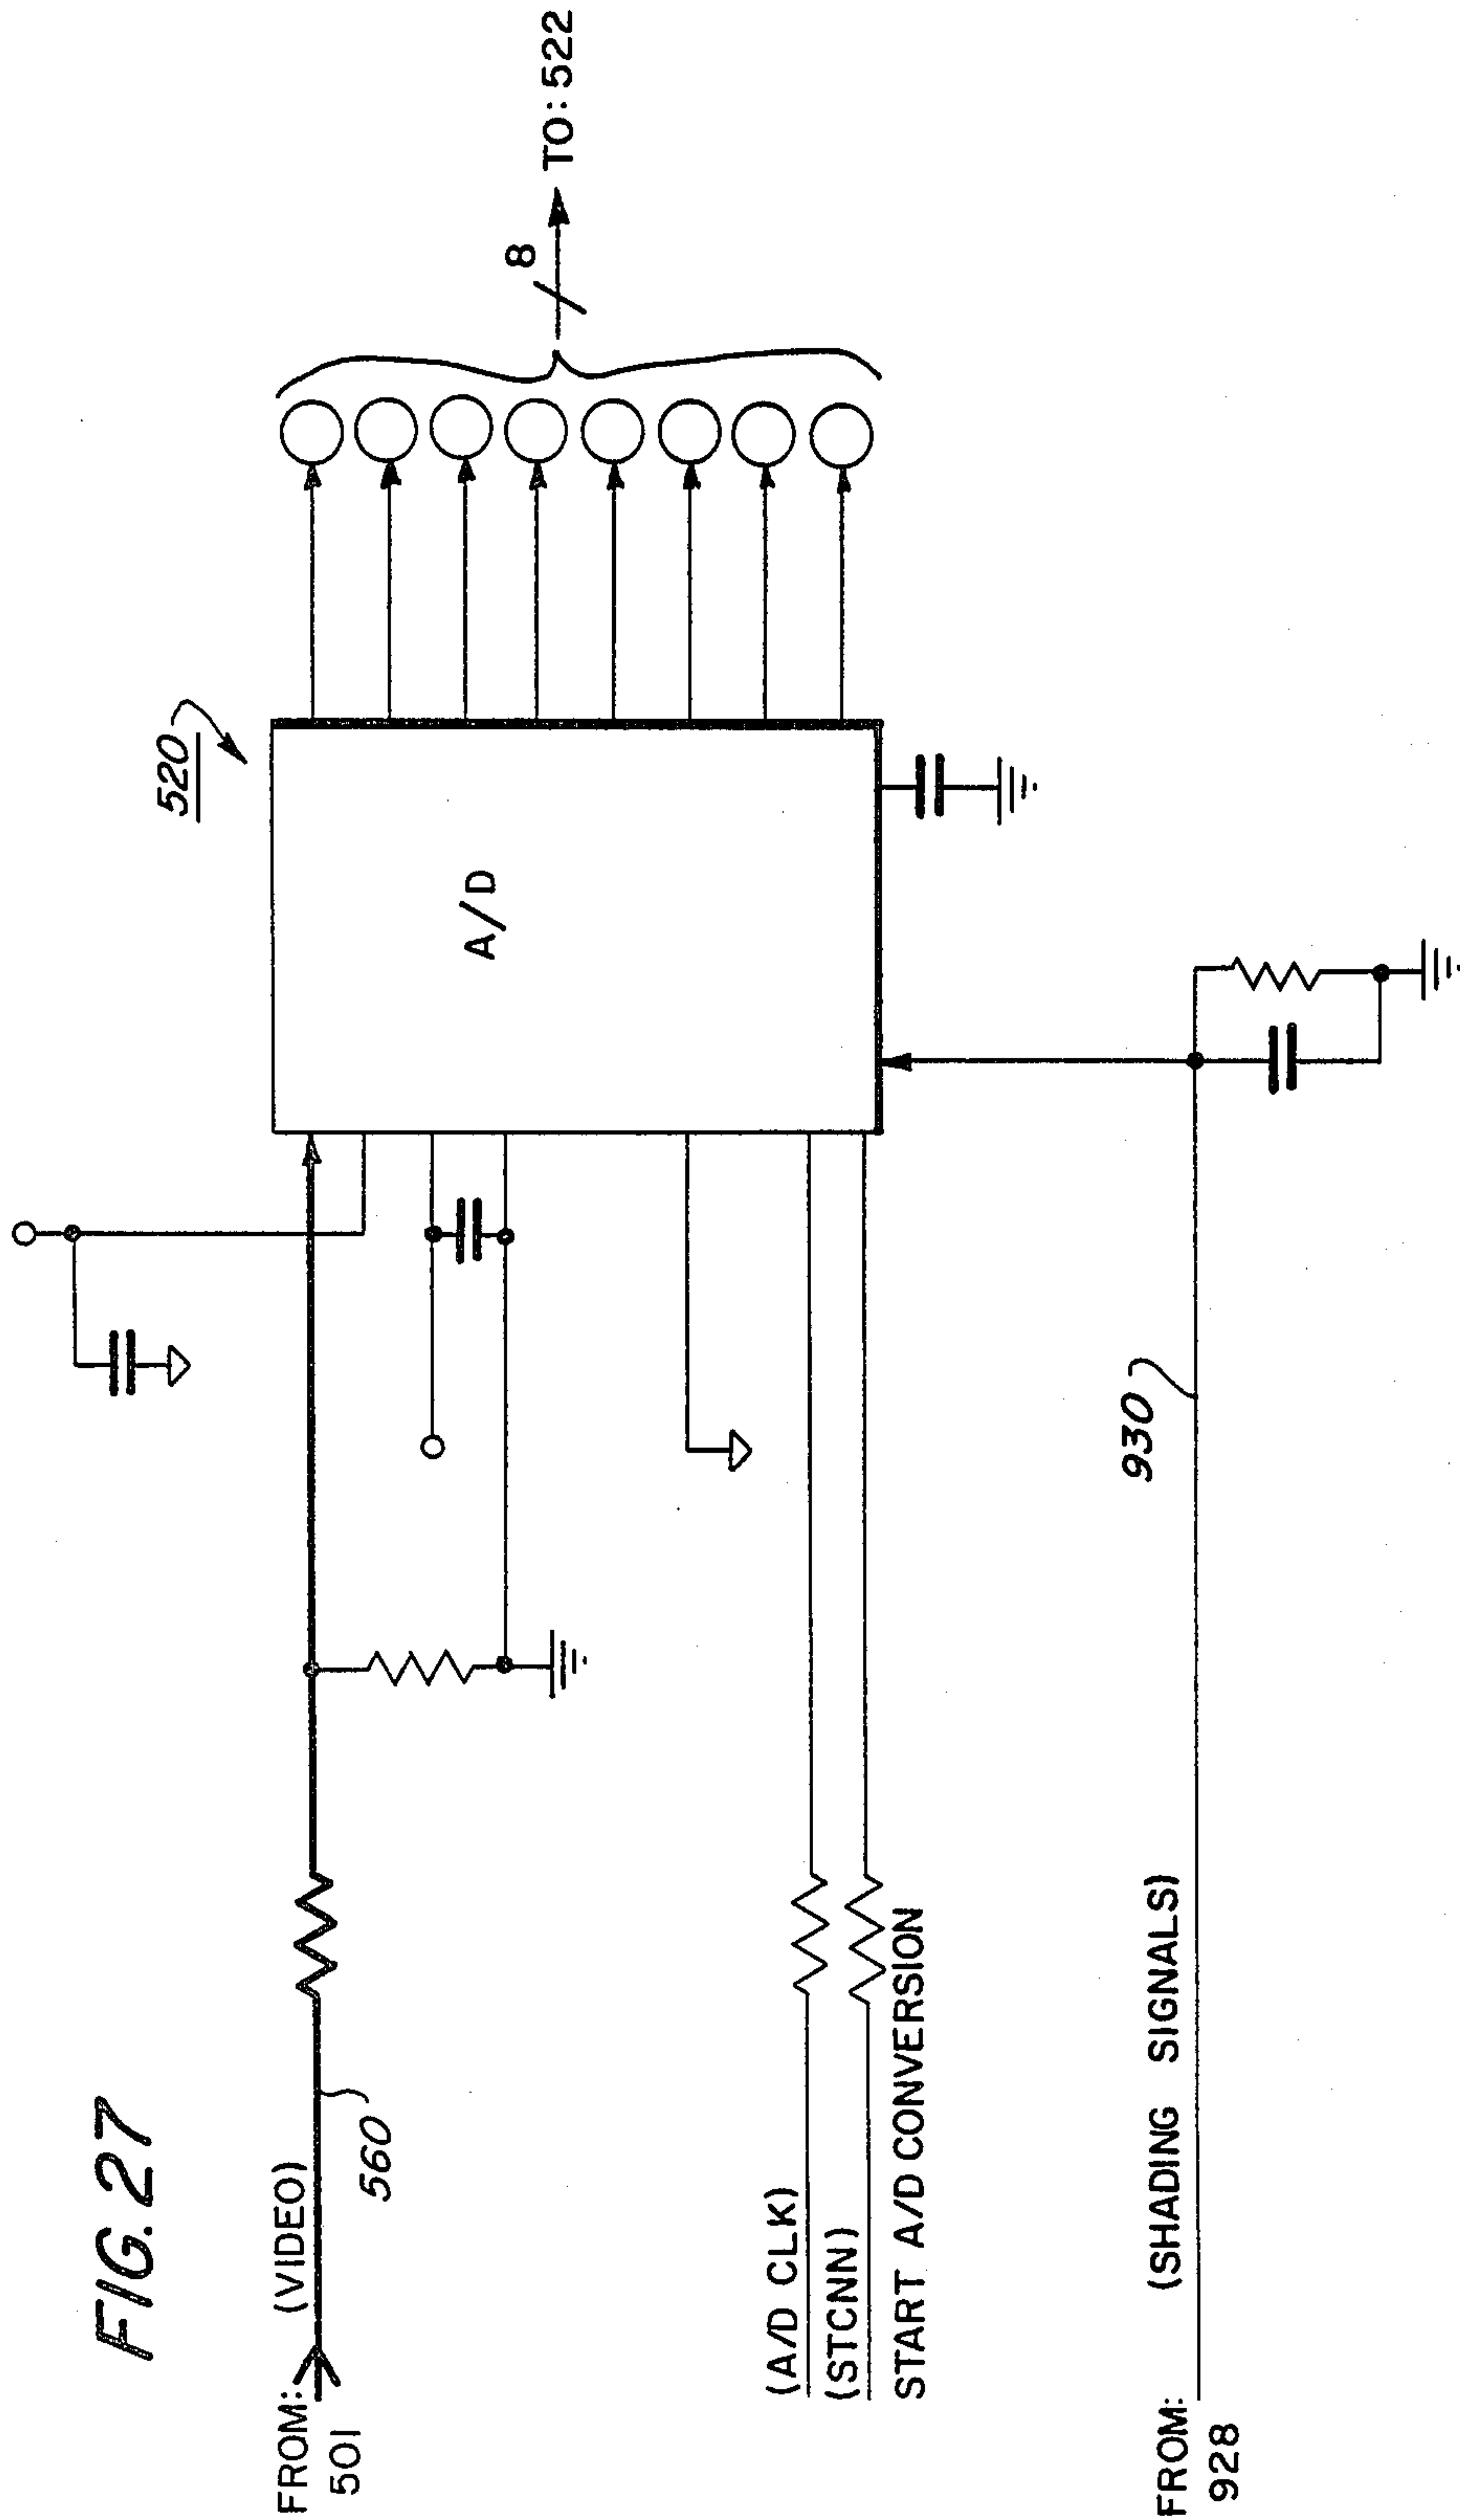 FIG. 27
FROM:
501
(VIDEO)
560
520
A/D
8
TO: 522
(A/D CLK)
(STCNN)
START A/D CONVERSION
FROM:
928
(SHADING SIGNALS)
930